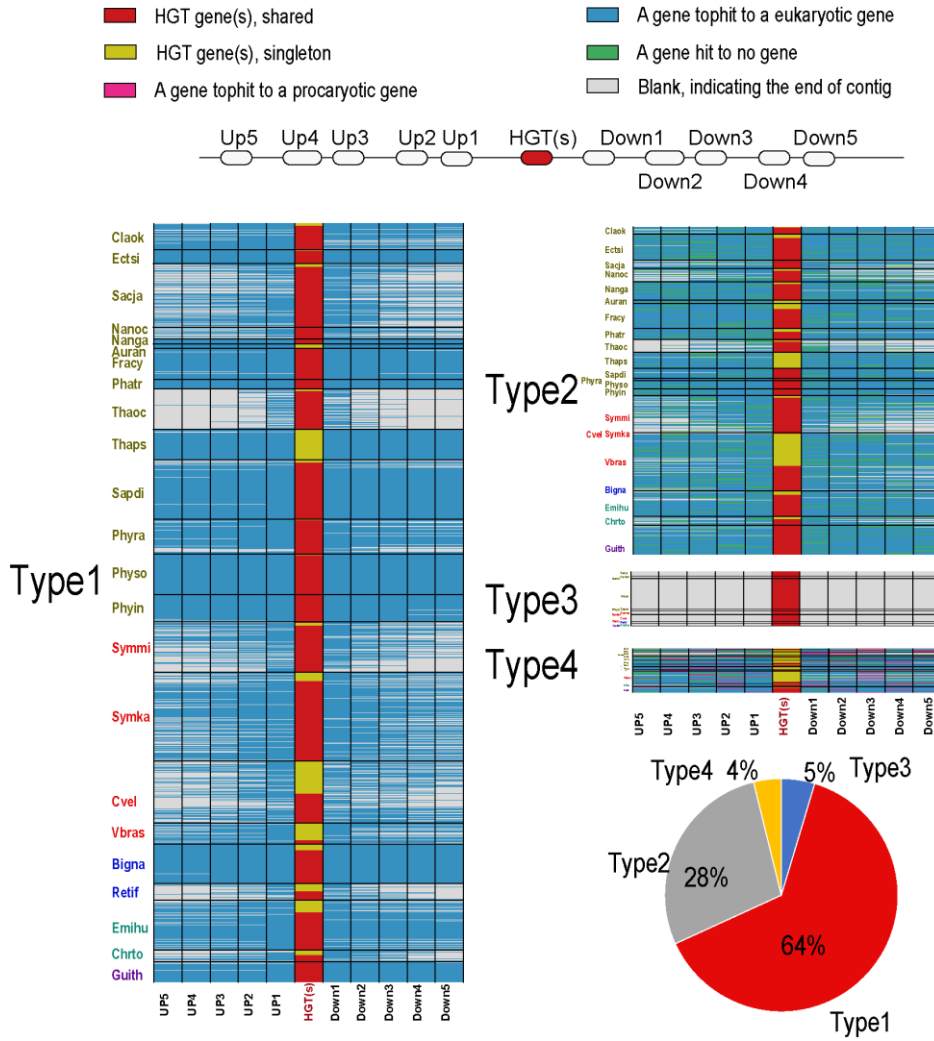 HGT gene(s), shared
HGT gene(s), singleton
A gene tophit to a procaryotic gene
A gene tophit to a eukaryotic gene
A gene hit to no gene
Blank, indicating the end of contig
Up5 Up4 Up3 Up2 Up1 HGT(s) Down1 Down3 Down5
Down2 Down4
Type1
Claok
Ectsi
Sacja
Nanoc
Nanga
Auran
Fracy
Phatr
Thaoc
Thaps
Sapdi
Phyra
Physo
Phyin
Symmi
Symka
Cvel
Vbras
Bigna
Retif
Emihu
Chrto
Guith
UP5 UP4 UP3 UP2 UP1 HGT(s) Down1 Down2 Down3 Down4 Down5
Type2
Claok
Ectsi
Sacja
Nanoc
Nanga
Auran
Fracy
Phatr
Thaoc
Thaps
Sapdi
Phyra Physo
Phyin
Symmi
Cvel Symka
Vbras
Bigna
Emihu
Chrto
Guith
Type3
Type4
UP5 UP4 UP3 UP2 UP1 HGT(s) Down1 Down2 Down3 Down4 Down5
Type4 4% 5% Type3
Type2
28%
64%
Type1